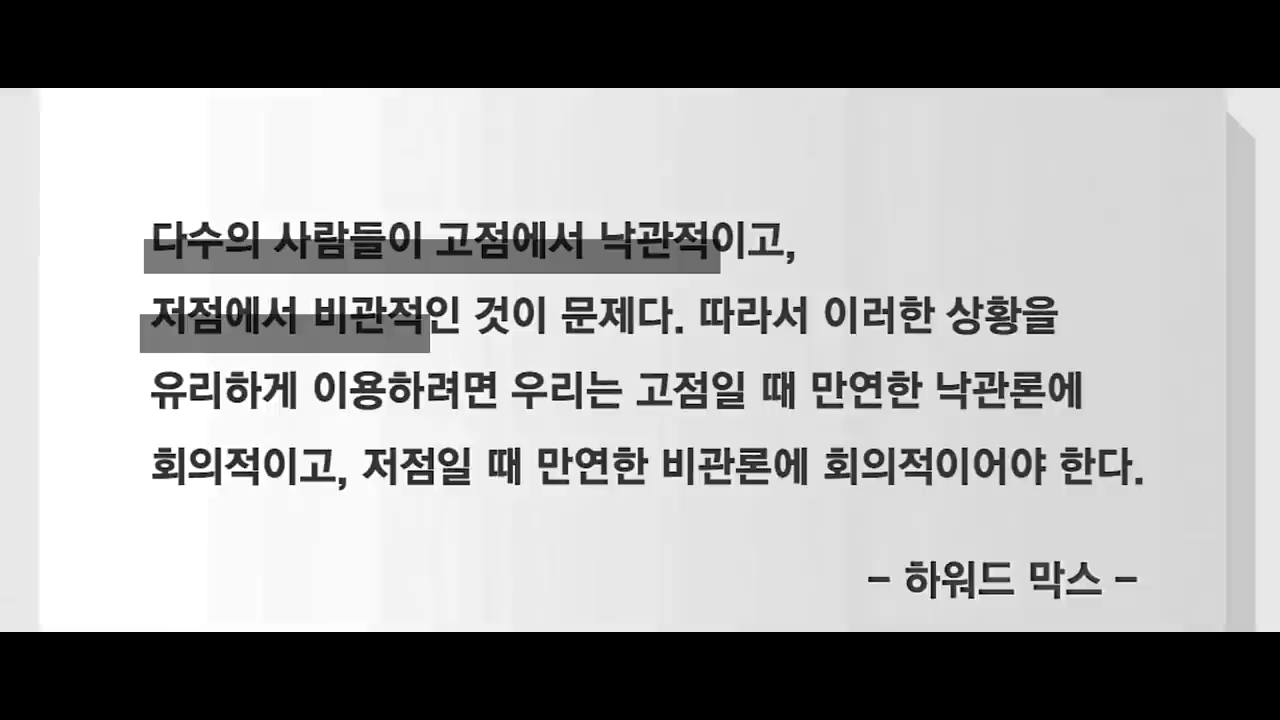 다수의 사람들이 고점에서 낙관적이고,
저점에서 비관적인 것이 문제다. 따라서 이러한 상황을
유리하게 이용하려면 우리는 고점일 때 만연한 낙관론에
회의적이고, 저점일 때 만연한 비관론에 회의적이어야 한다.
- 하워드 막스 -